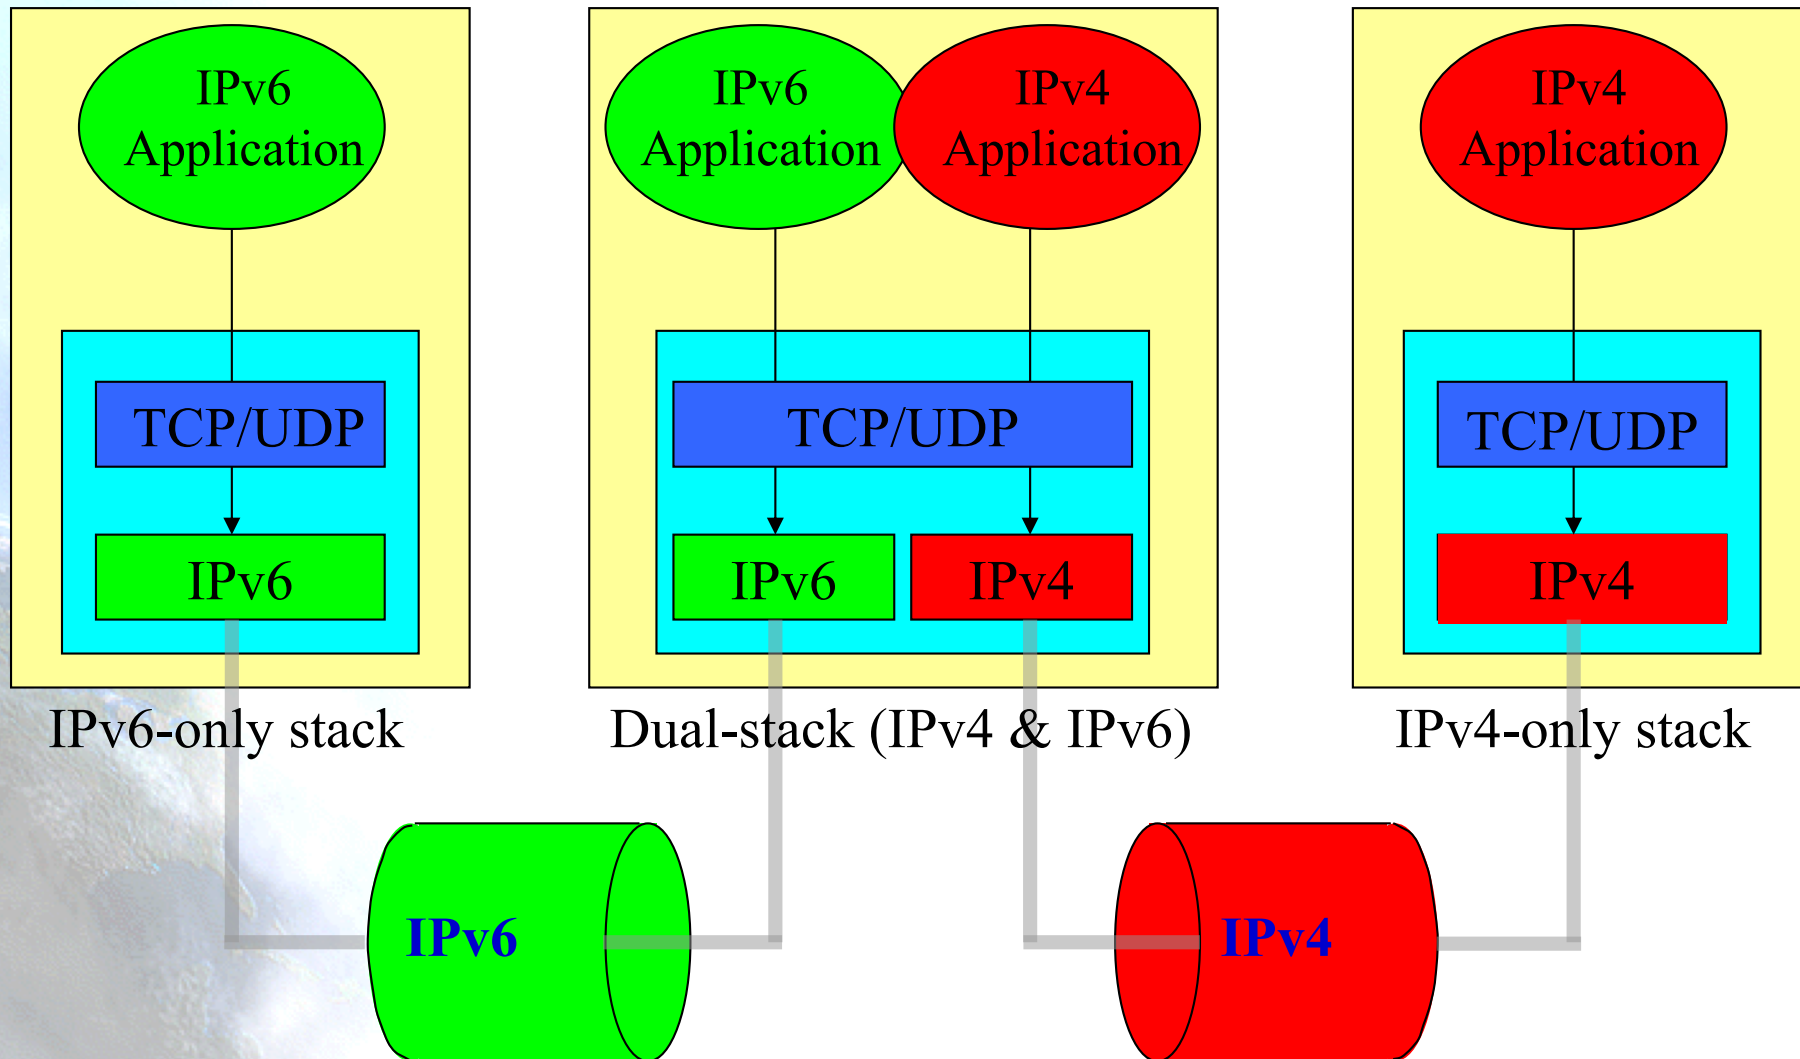 IPv6
Application
IPv6
Application
IPv4
Application
IPv4
Application
TCP/UDP
TCP/UDP
TCP/UDP
IPv6
IPv6
IPv4
IPv4
IPv6-only stack
Dual-stack (IPv4 & IPv6)
IPv4-only stack
IPv6
IPv4